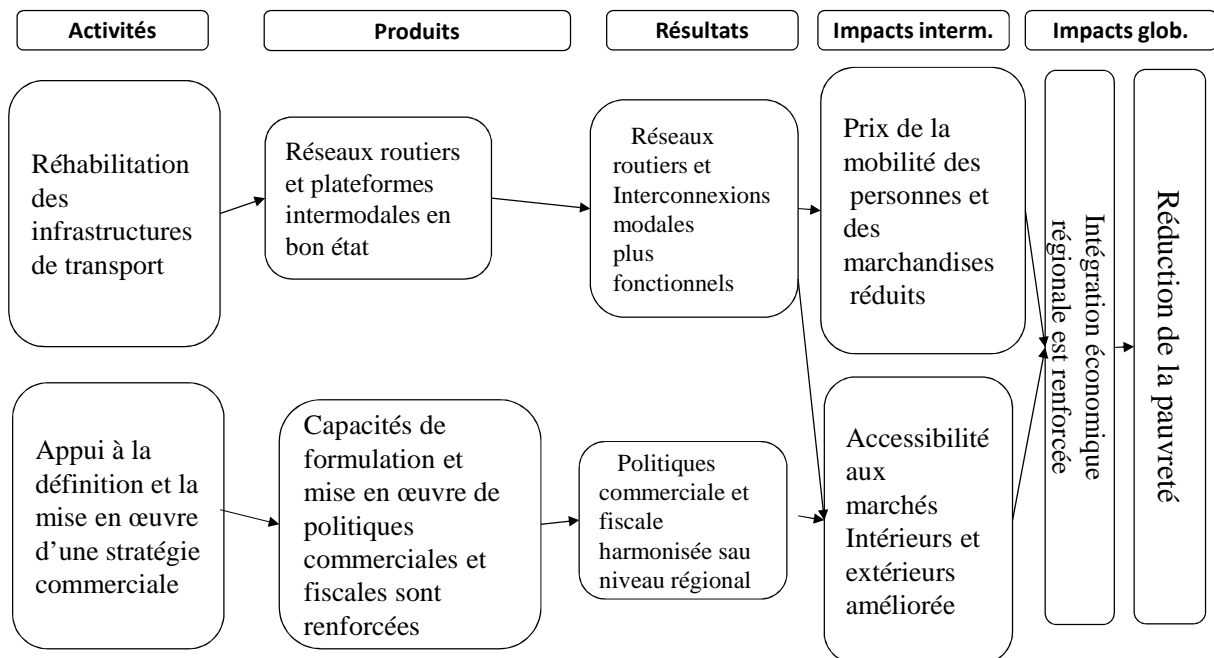 Activités
Produits
Résultats
Impacts interm.
Impacts glob.
Réhabilitation
des
infrastructures
de transport
Réseaux routiers
et plateformes
intermodales en
bon état
Réseaux
routiers et
Interconnexions
modales
plus
fonctionnels
Prix de la
mobilité des
personnes et
des
marchandises
réduits
Appui à la
définition et la
mise en œuvre
d’une stratégie
commerciale
Capacités de
formulation et
mise en œuvre de
politiques
commerciales et
fiscales sont
renforcées
Politiques
commerciale et
fiscale
harmonisée sau
niveau régional
Accessibilité
aux
marchés
Intérieurs et
extérieurs
améliorée
Intégration économique
régionale est renforcée
Réduction de la pauvreté